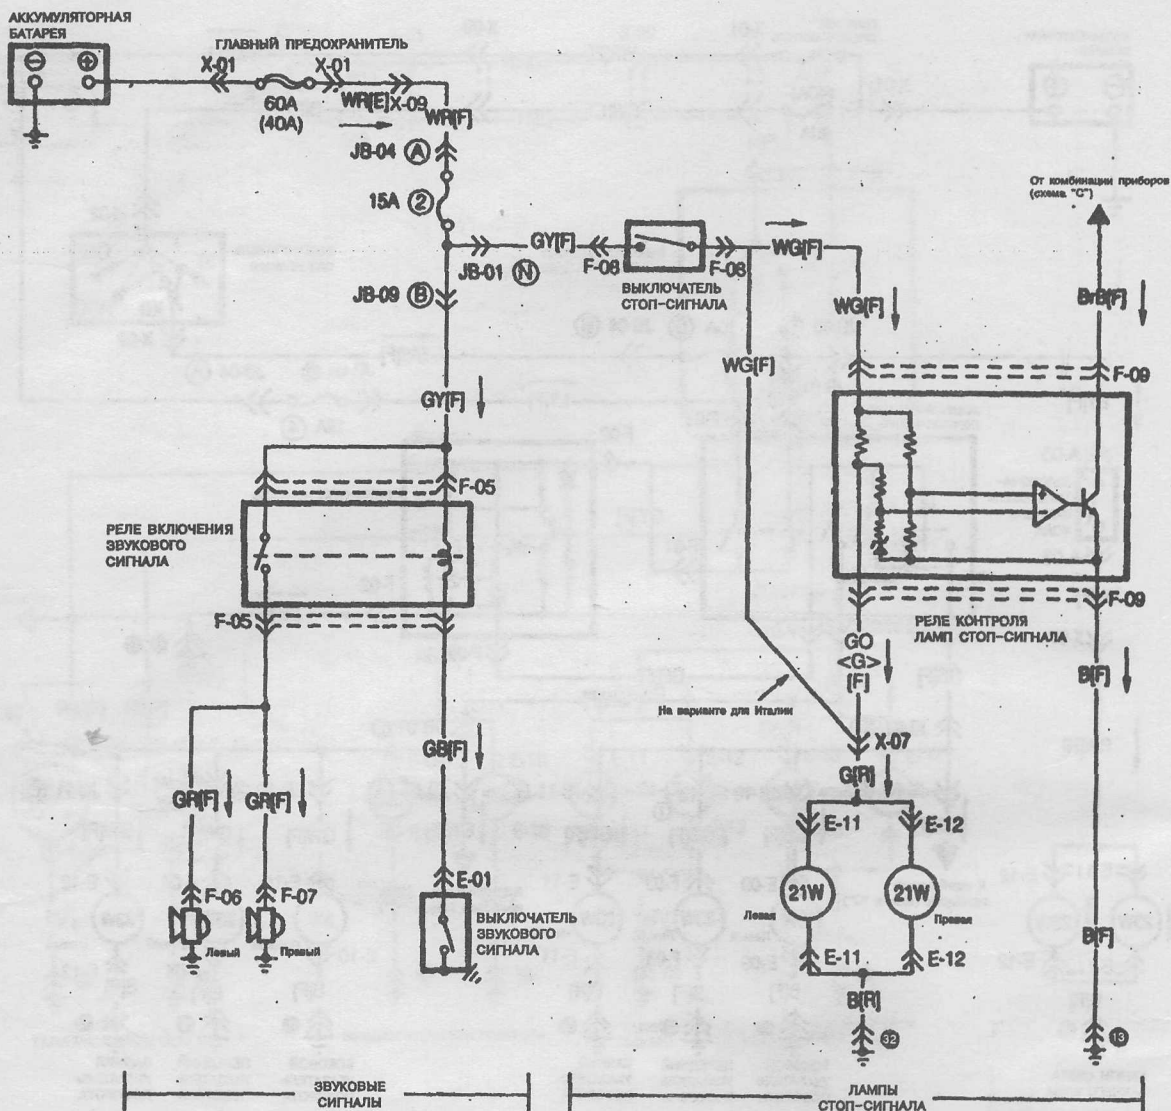 АККУМУЛЯТОРНАЯ
БАТАРЕЯ
ГЛАВНЫЙ ПРЕДОХРАНИТЕЛЬ
X-01
X-01
60A
(40A)
WR[E]
X-09
WR[F]
JB-04 A
15A 2
JB-01 N
GY[F]
F-08
F-08
ВЫКЛЮЧАТЕЛЬ
СТОП-СИГНАЛА
WG[F]
От комбинации приборов
(схема "C")
JB-09 B
WG[F]
BrB[F]
WG[F]
F-09
GY[F]
F-05
РЕЛЕ ВКЛЮЧЕНИЯ
ЗВУКОВОГО
СИГНАЛА
F-05
F-09
РЕЛЕ КОНТРОЛЯ
ЛАМП СТОП-СИГНАЛА
GO
<G>
[F]
B[F]
На варианте для Италии
X-07
GB[F]
G[R]
GR[F]
GR[F]
E-11
E-12
F-06
F-07
E-01
21W
21W
Левая
Правая
ВЫКЛЮЧАТЕЛЬ
ЗВУКОВОГО
СИГНАЛА
Левый
Правый
E-11
E-12
B[F]
B[R]
32
13
ЗВУКОВЫЕ
СИГНАЛЫ
ЛАМПЫ
СТОП-СИГНАЛА